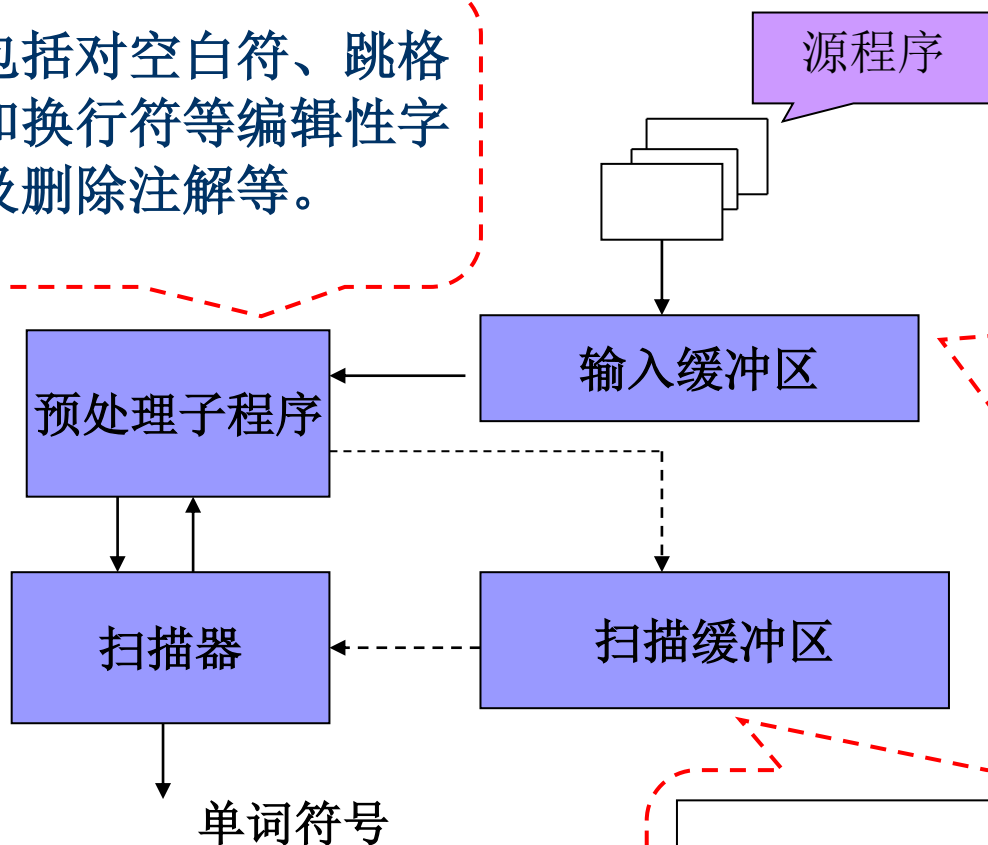 包括对空白符、跳格
和换行符等编辑性字
及删除注解等。
源程序
输入缓冲区
预处理子程序
扫描器
扫描缓冲区
单词符号